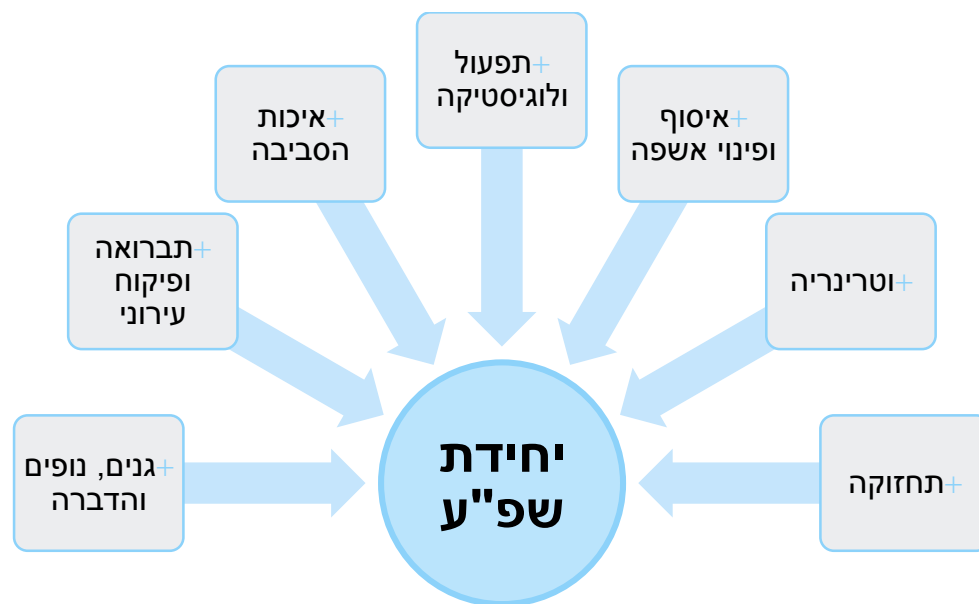 +תפעול
ולוגיסטיקה
+איסוף
ופינוי אשפה
+איכות
הסביבה
+וטרינריה
+תברואה
ופיקוח
עירוני
+תחזוקה
+גנים, נופים
והדברה
יחידת
שפ"ע